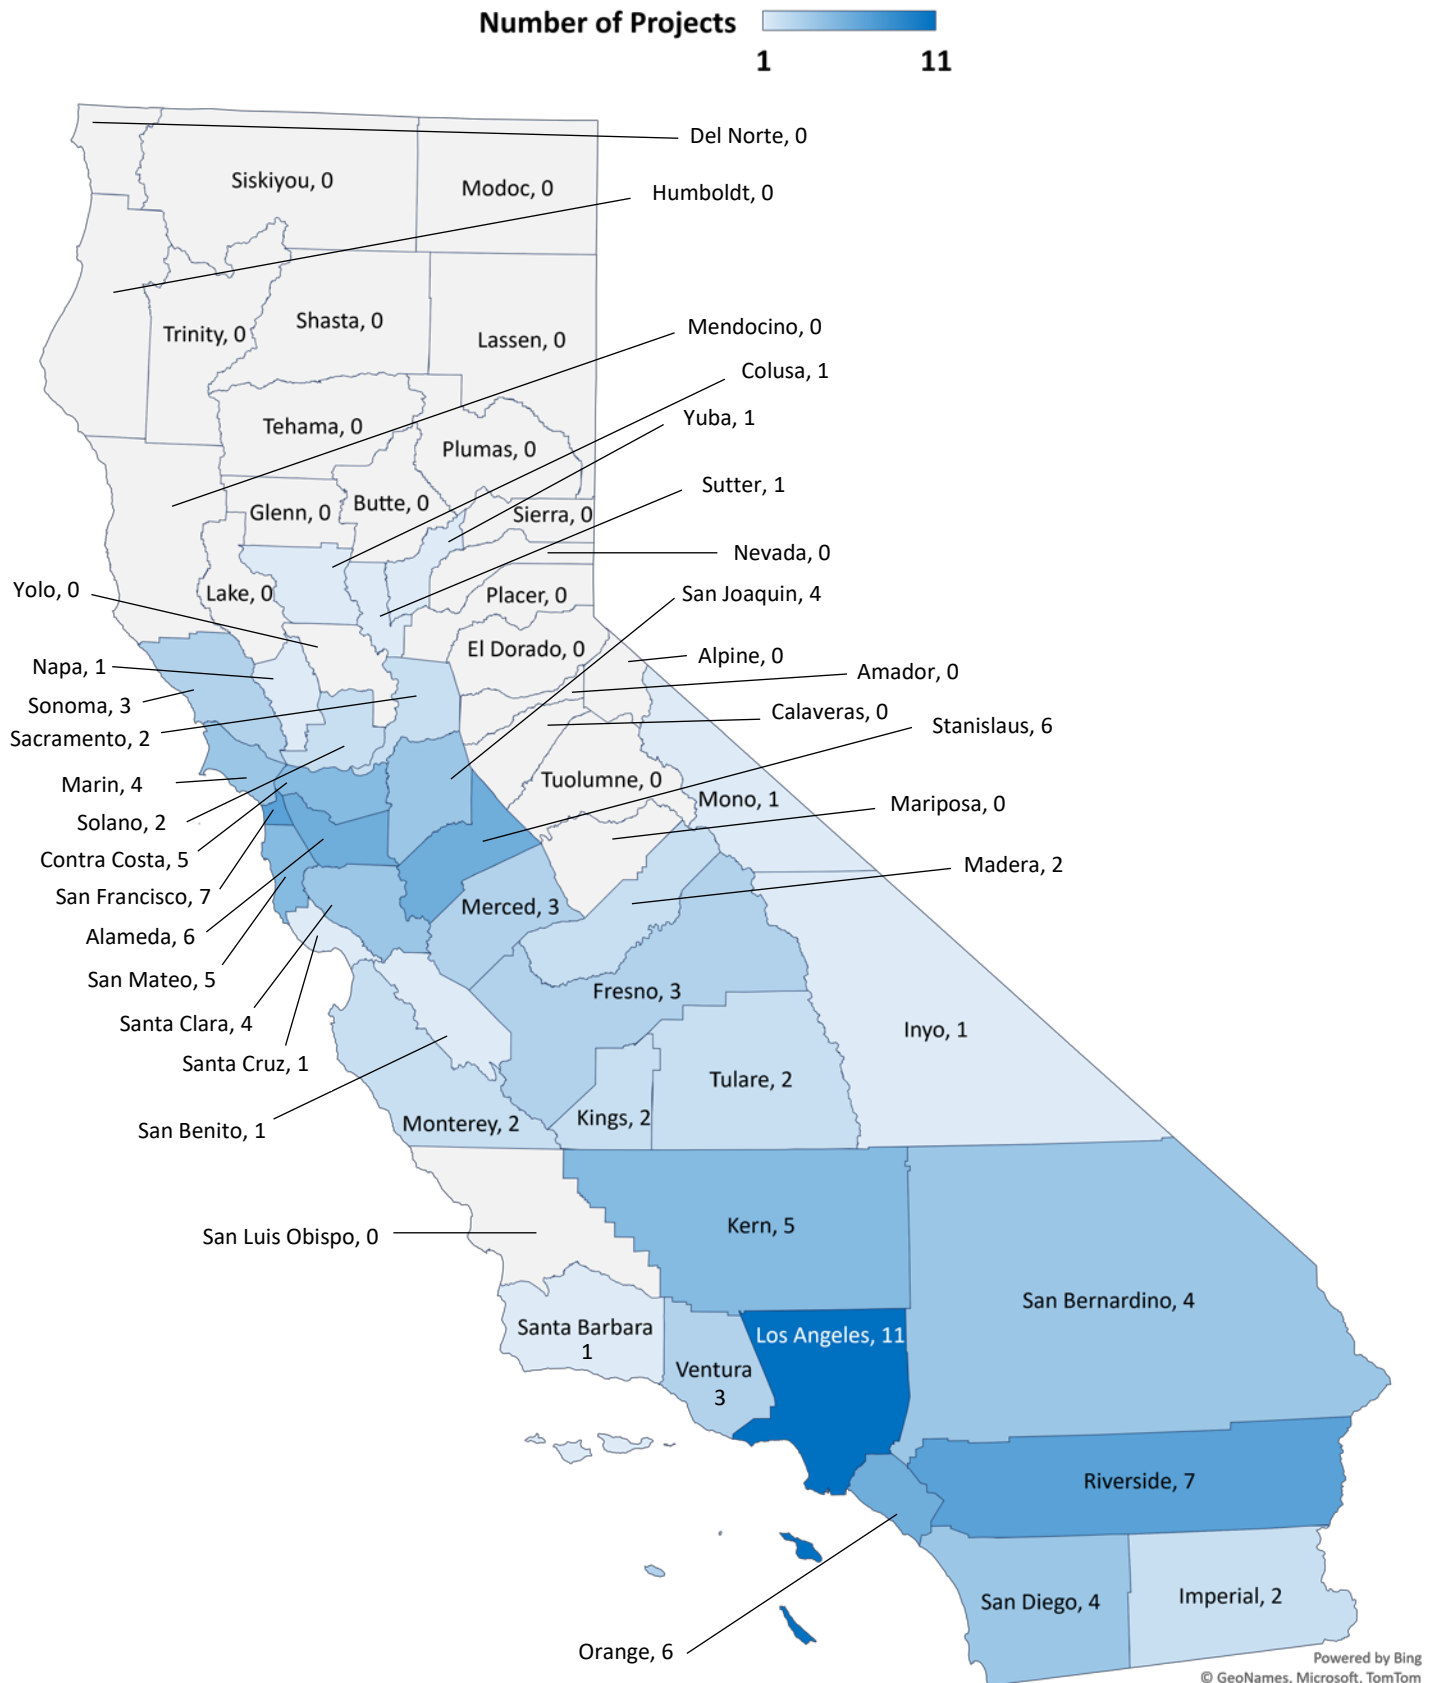 Number of Projects
1 11
Del Norte, 0
Siskiyou, 0
Modoc, 0
Humboldt, 0
Trinity, 0
Shasta, 0
Lassen, 0
Mendocino, 0
Colusa, 1
Yuba, 1
Tehama, 0
Plumas, 0
Sutter, 1
Glenn, 0
Butte, 0
Sierra, 0
Nevada, 0
Yolo, 0
Lake, 0
Placer, 0
San Joaquin, 4
El Dorado, 0
Alpine, 0
Napa, 1
Amador, 0
Sonoma, 3
Calaveras, 0
Stanislaus, 6
Sacramento, 2
Marin, 4
Tuolumne, 0
Mono, 1
Mariposa, 0
Solano, 2
Contra Costa, 5
Madera, 2
San Francisco, 7
Merced, 3
Alameda, 6
San Mateo, 5
Fresno, 3
Santa Clara, 4
Inyo, 1
Santa Cruz, 1
Tulare, 2
Kings, 2
Monterey, 2
San Benito, 1
San Luis Obispo, 0
Kern, 5
San Bernardino, 4
Santa Barbara
1
Los Angeles, 11
Ventura
3
Riverside, 7
San Diego, 4
Imperial, 2
Orange, 6
Powered by Bing
© GeoNames, Microsoft, TomTom